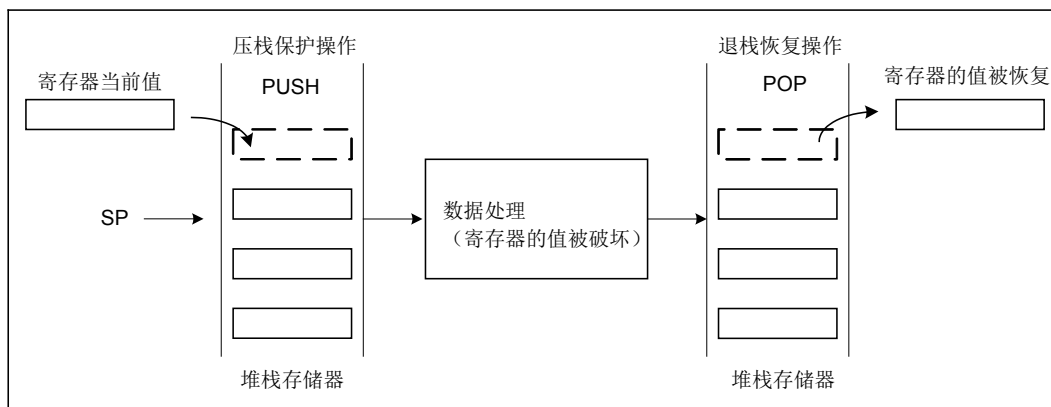 压栈保护操作
退栈恢复操作
寄存器当前值
PUSH
POP
寄存器的值被恢复
SP
数据处理
（寄存器的值被破坏）
堆栈存储器
堆栈存储器